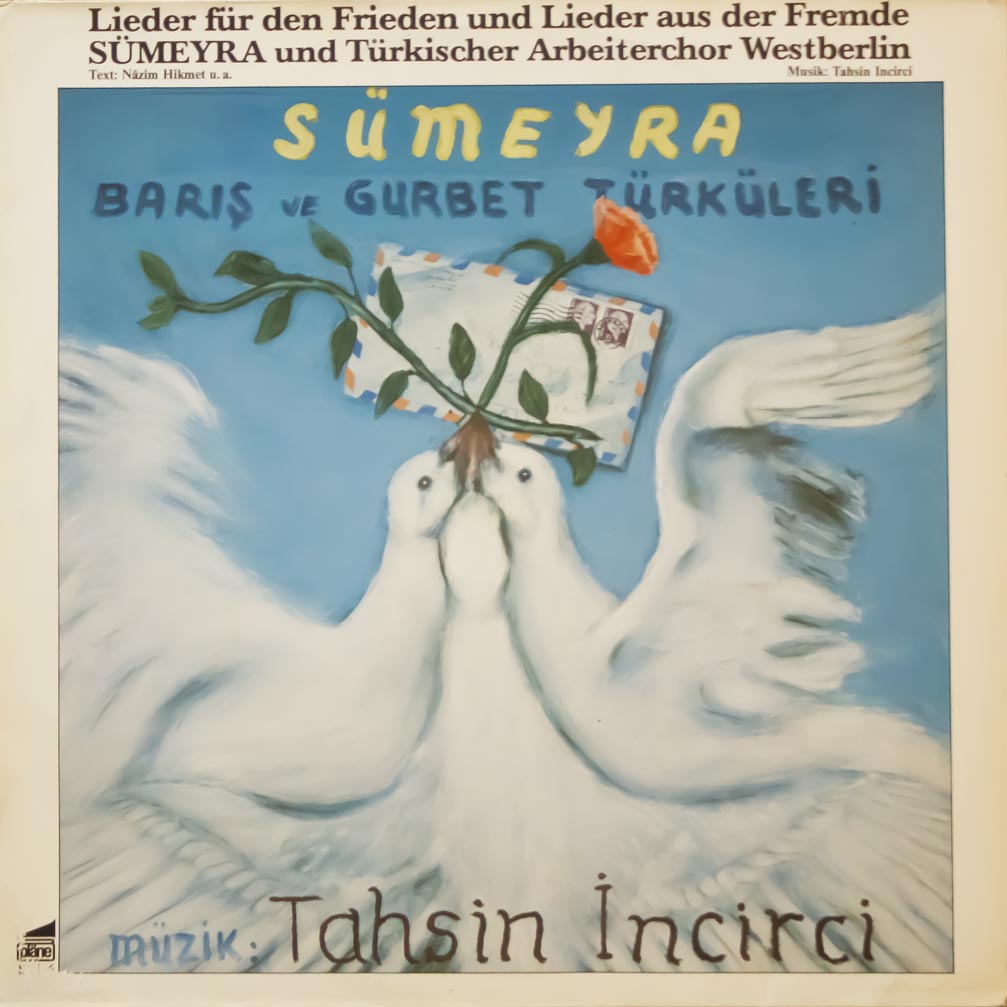 Lieder für den Frieden und Lieder aus der Fremde
SÜMEYRA und Türkischer Arbeiterchor Westberlin
Text: Nâzim Hikmet u. a.
Musik: Tahsin Incirci
SÜMEYRA
BARIŞ VE GURBET TÜRKÜLERİ
müzik: Tahsin İncirci
pläne